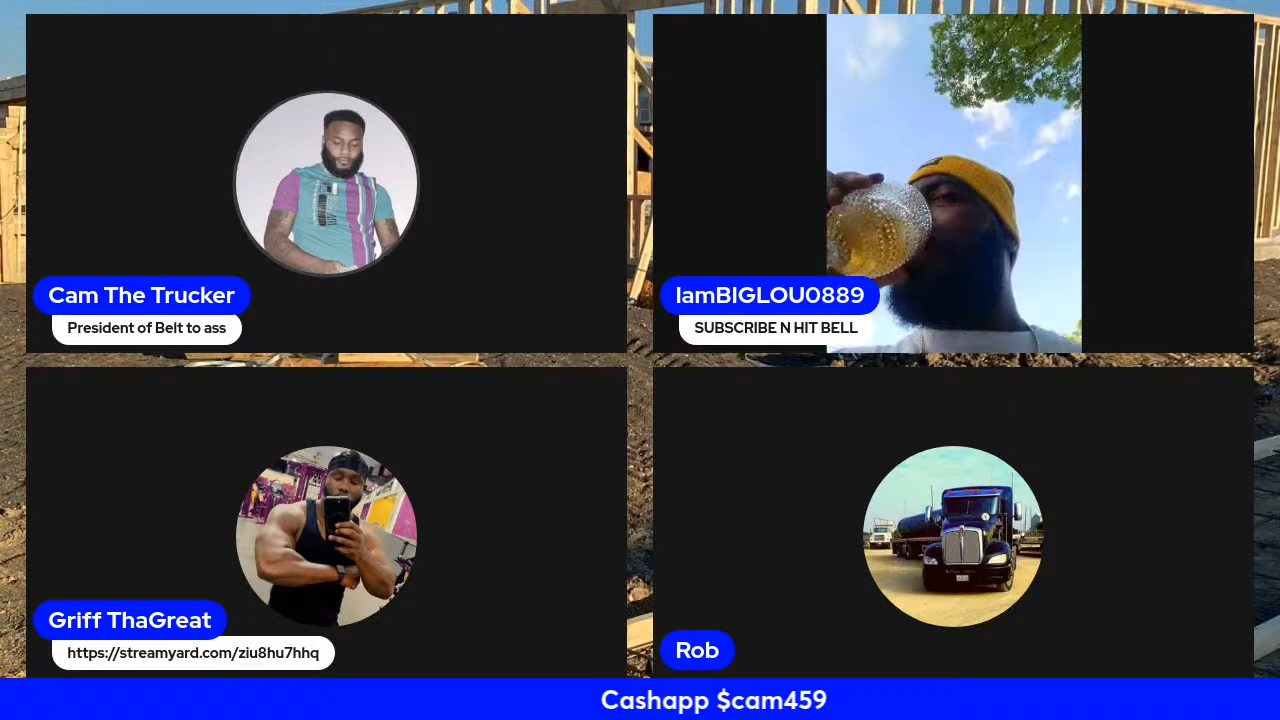 Cam The Trucker
President of Belt to ass
IamBIGLOU0889
SUBSCRIBE N HIT BELL
Griff ThaGreat
https://streamyard.com/ziu8hu7hhq
Rob
Cashapp $cam459